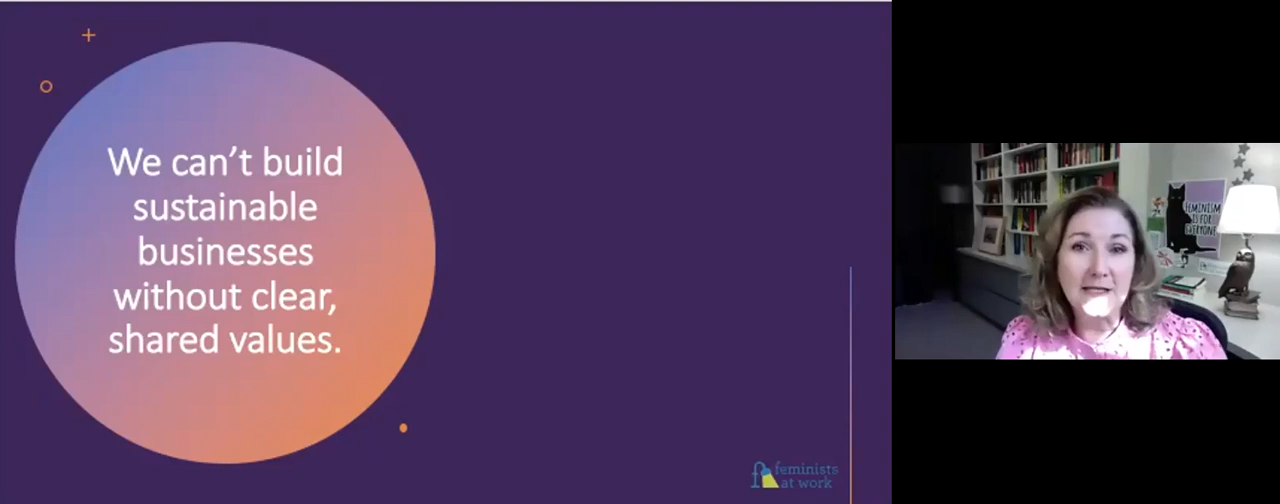 We can't build
sustainable
businesses
without clear,
shared values.
feminists
at work
FEMINISM
IS FOR
EVERYONE